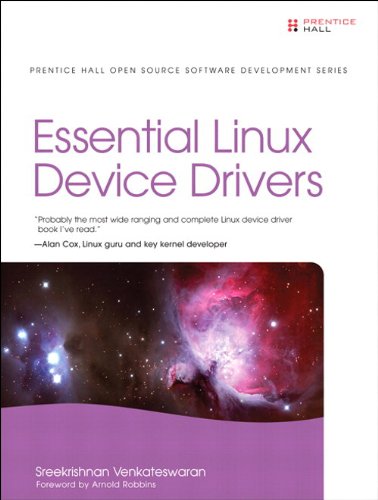 PRENTICE
HALL
PRENTICE HALL OPEN SOURCE SOFTWARE DEVELOPMENT SERIES
Essential Linux
Device Drivers
“Probably the most wide ranging and complete Linux device driver
book I’ve read.”
—Alan Cox, Linux guru and key kernel developer
Sreekrishnan Venkateswaran
Foreword by Arnold Robbins